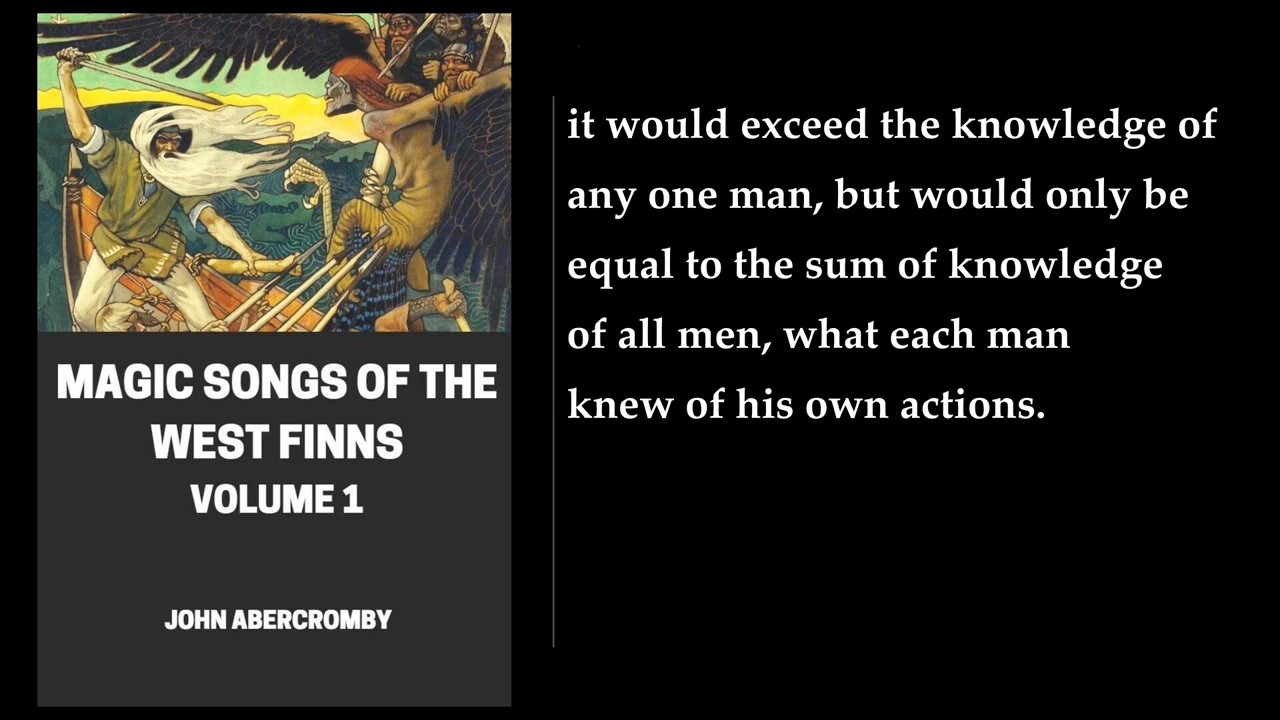 MAGIC SONGS OF THE
WEST FINNS
VOLUME 1
JOHN ABERCROMBY
it would exceed the knowledge of
any one man, but would only be
equal to the sum of knowledge
of all men, what each man
knew of his own actions.